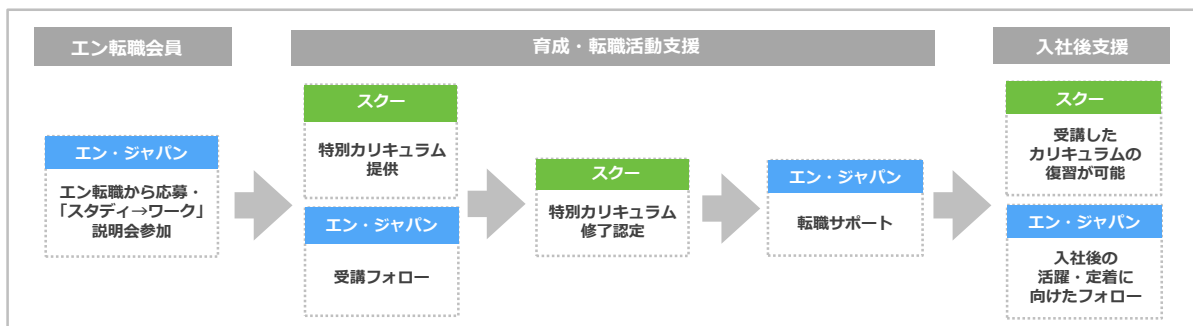 エン転職会員
育成・転職活動支援
入社後支援
エン・ジャパン
エン転職から応募・
「スタディ→ワーク」
説明会参加
スクー
特別カリキュラム
提供
エン・ジャパン
受講フォロー
スクー
特別カリキュラム
修了認定
エン・ジャパン
転職サポート
スクー
受講した
カリキュラムの
復習が可能
エン・ジャパン
入社後の
活躍・定着に
向けたフォロー